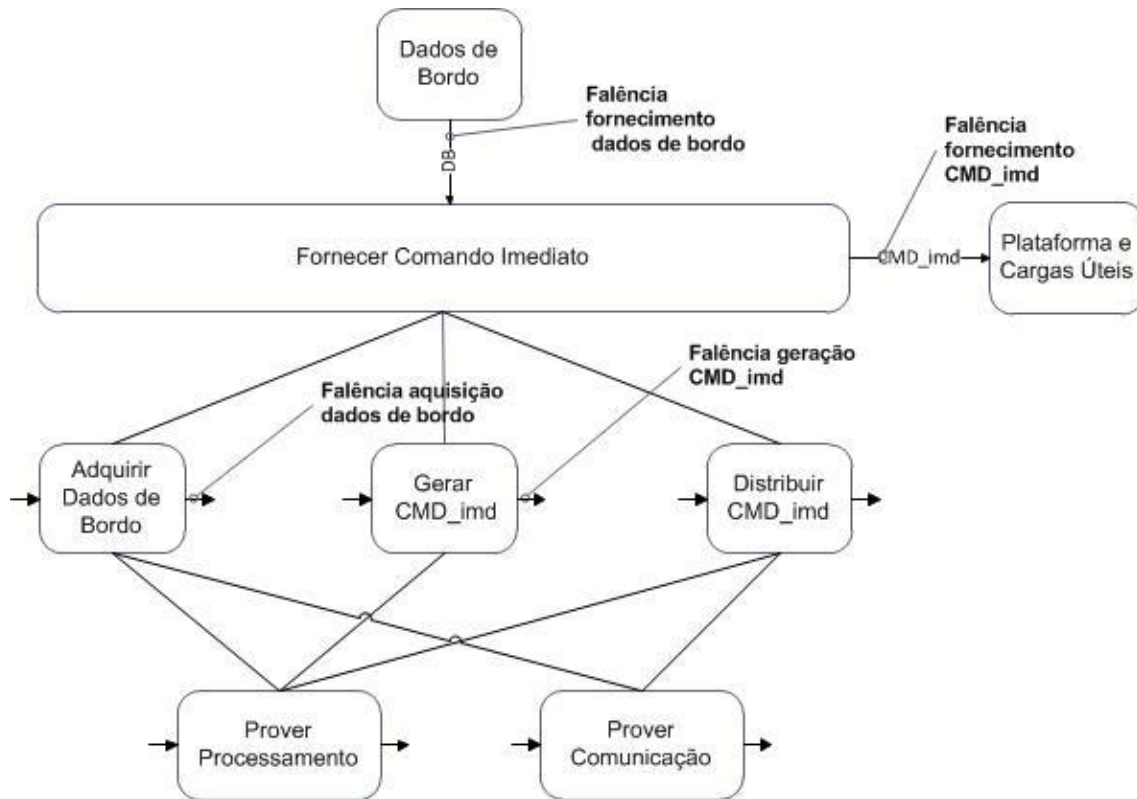 Dados de
Bordo
Falência
fornecimento
dados de bordo
Falência
fornecimento
CMD_imd
DB
Fornecer Comando Imediato
CMD_imd
Plataforma e
Cargas Úteis
Falência geração
CMD_imd
Falência aquisição
dados de bordo
Adquirir
Dados de
Bordo
Gerar
CMD_imd
Distribuir
CMD_imd
Prover
Processamento
Prover
Comunicação